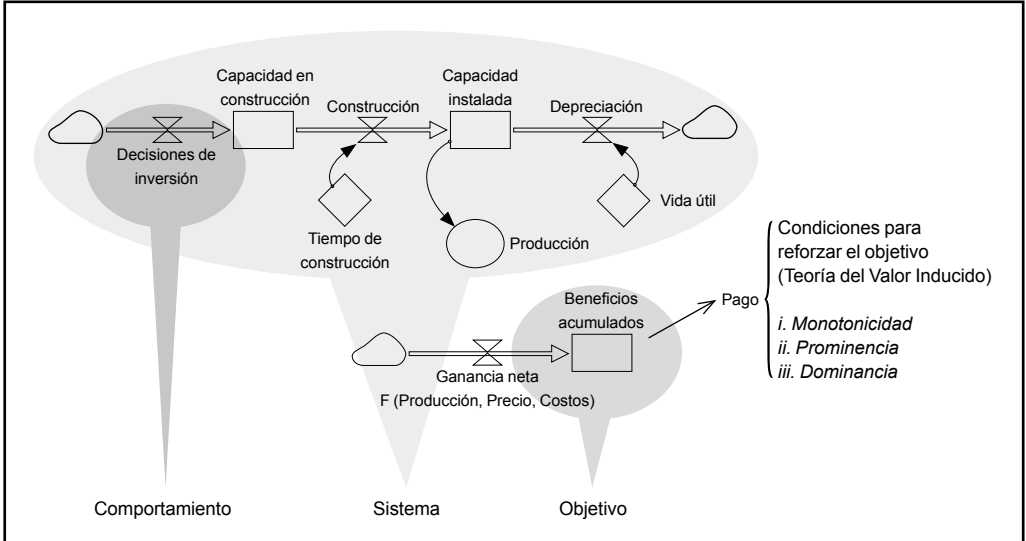 Capacidad en
construcción
Construcción
Capacidad
instalada
Depreciación
Decisiones de
inversión
Tiempo de
construcción
Producción
Vida útil
Condiciones para
reforzar el objetivo
(Teoría del Valor Inducido)
Pago
i. Monotonicidad
ii. Prominencia
iii. Dominancia
Beneficios
acumulados
Ganancia neta
F (Producción, Precio, Costos)
Comportamiento
Sistema
Objetivo